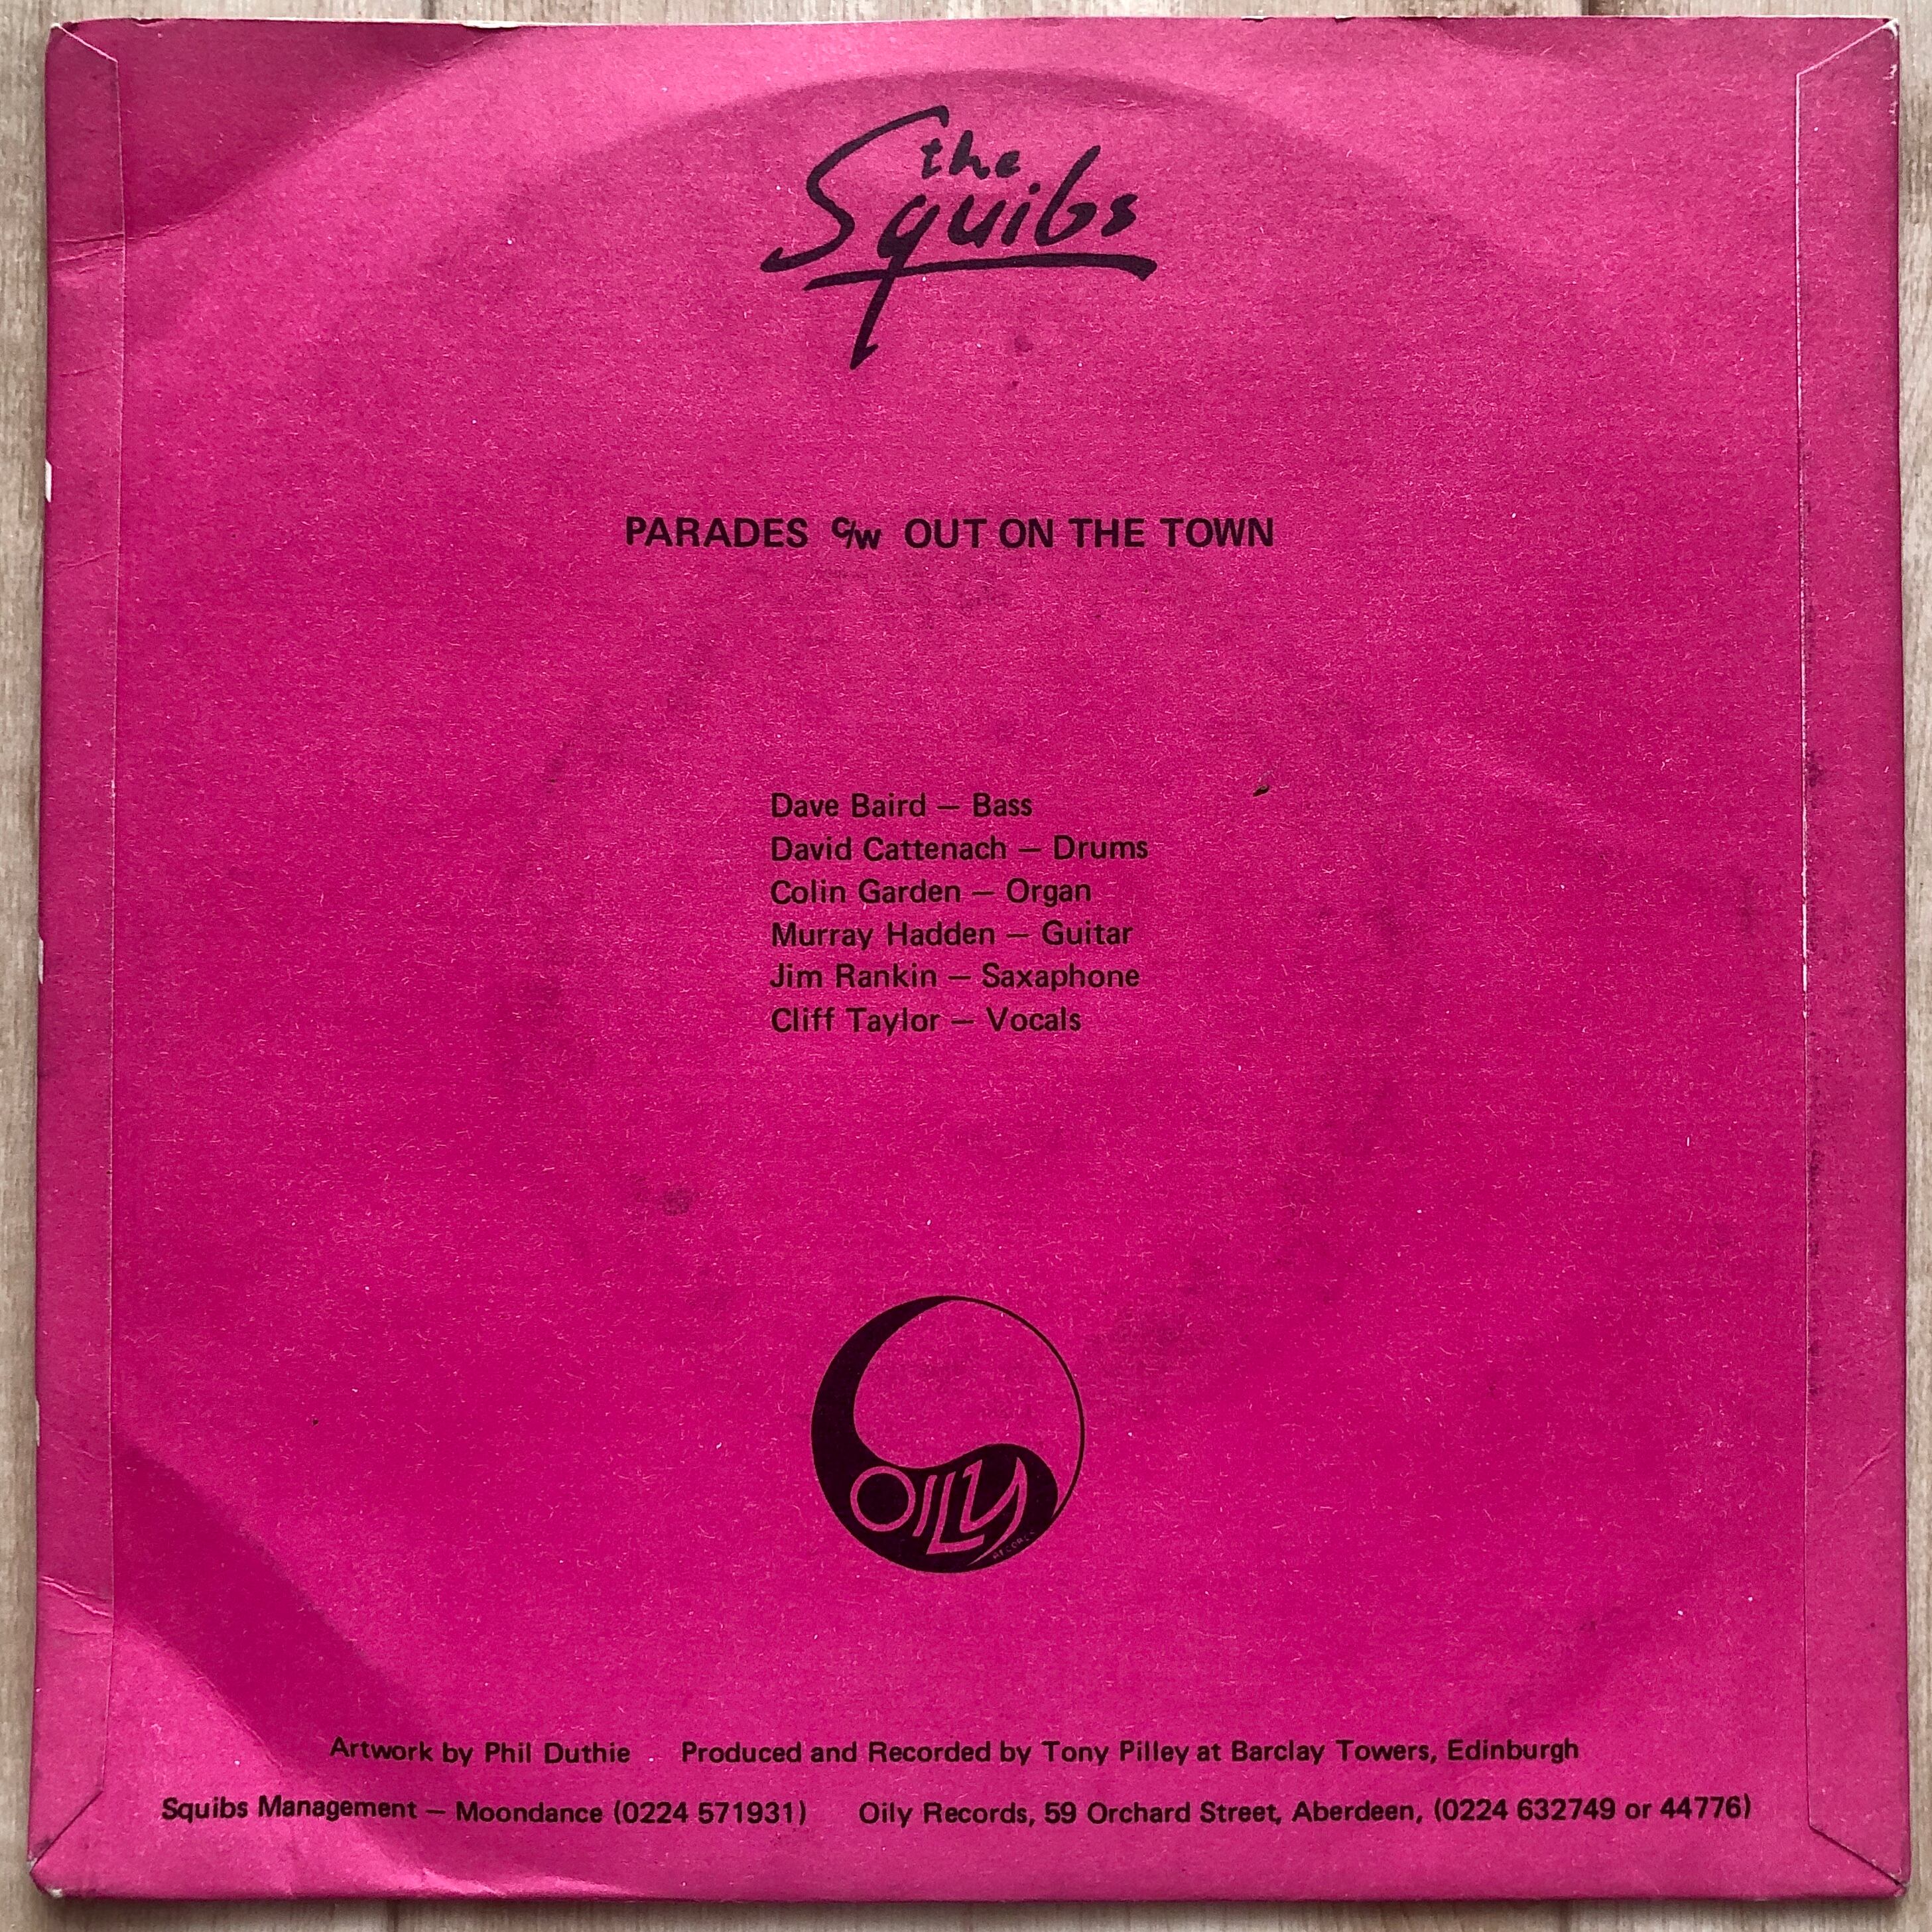 the
Squibs
PARADES c/w OUT ON THE TOWN
Dave Baird — Bass
David Cattenach — Drums
Colin Garden — Organ
Murray Hadden — Guitar
Jim Rankin — Saxaphone
Cliff Taylor — Vocals
OILY
RECORDS
Artwork by Phil Duthie . Produced and Recorded by Tony Pilley at Barclay Towers, Edinburgh
Squibs Management — Moondance (0224 571931) Oily Records, 59 Orchard Street, Aberdeen, (0224 632749 or 44776)